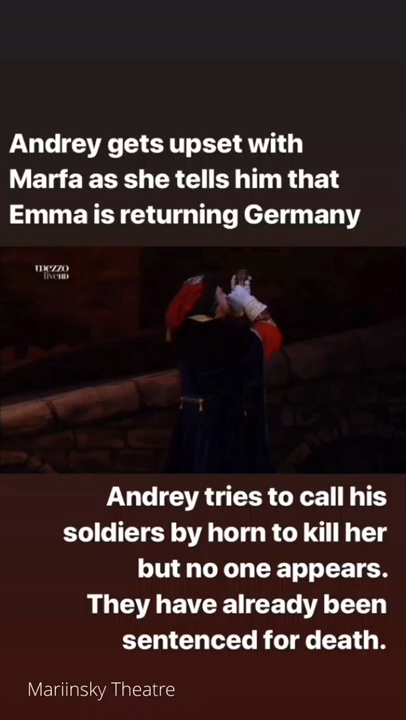 Andrey gets upset with
Marfa as she tells him that
Emma is returning Germany
mezzo
liveHD
Andrey tries to call his
soldiers by horn to kill her
but no one appears.
They have already been
sentenced for death.
Mariinsky Theatre